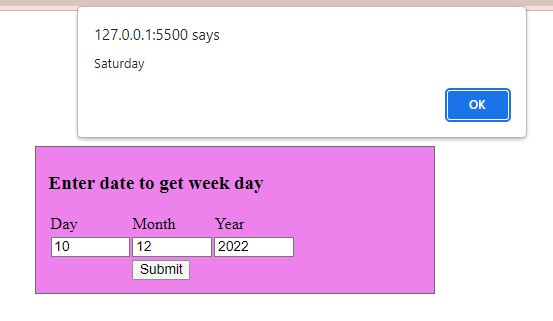 127.0.0.1:5500 says
Saturday
OK
Enter date to get week day
Day Month Year
10 12 2022
Submit